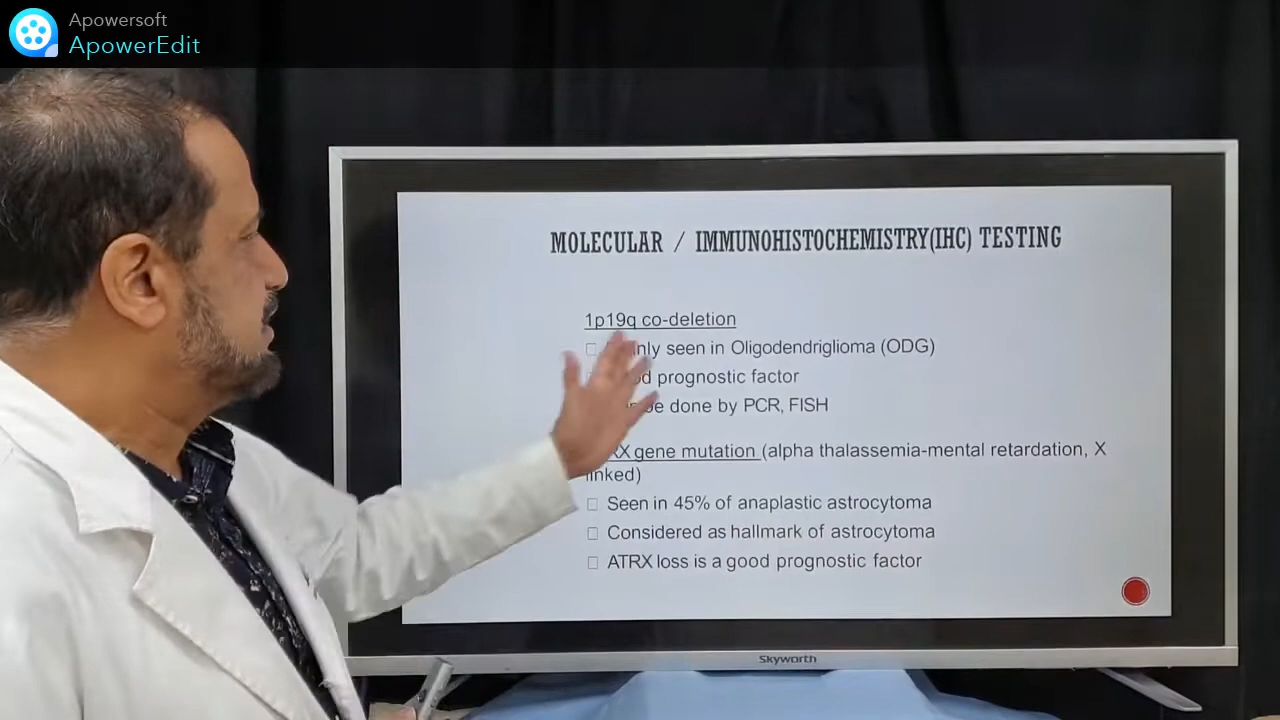 Apowersoft
ApowerEdit
MOLECULAR / IMMUNOHISTOCHEMISTRY(IHC) TESTING
1p19q co-deletion
seen in Oligodendriglioma (ODG)
prognostic factor
be done by PCR, FISH
gene mutation (alpha thalassemia-mental retardation, X
linked)
Seen in 45% of anaplastic astrocytoma
Considered as hallmark of astrocytoma
ATRX loss is a good prognostic factor
Skyworth